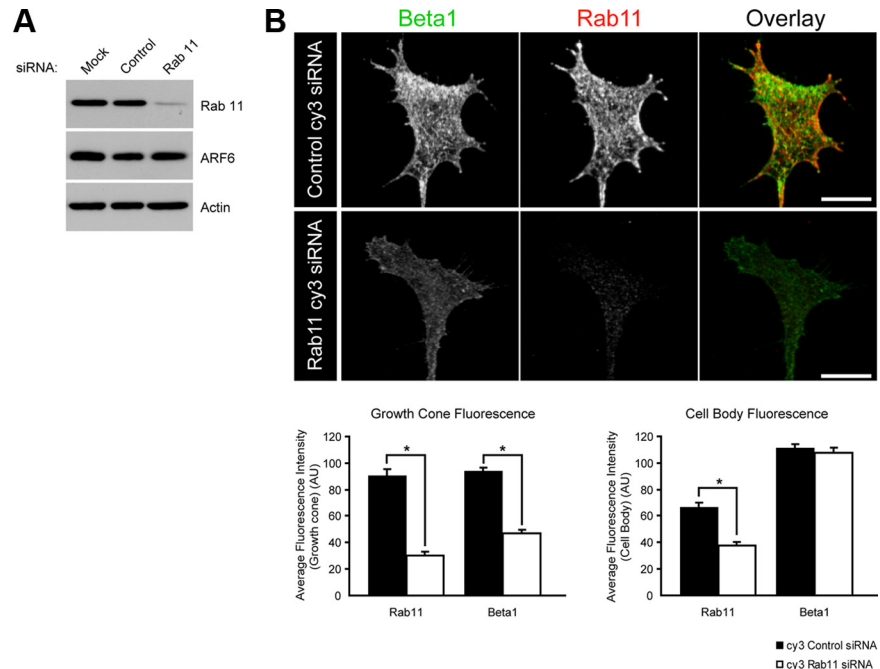 A
siRNA:
Mock
Control
Rab 11
Rab 11
ARF6
Actin
B
Beta1
Rab11
Overlay
Control cy3 siRNA
Rab11 cy3 siRNA
Growth Cone Fluorescence
Average Fluorescence Intensity
(Growth cone) (AU)
120
100
80
60
40
20
0
*
*
Rab11
Beta1
Cell Body Fluorescence
Average Fluorescence Intensity
(Cell Body) (AU)
120
100
80
60
40
20
0
*
Rab11
Beta1
cy3 Control siRNA
cy3 Rab11 siRNA